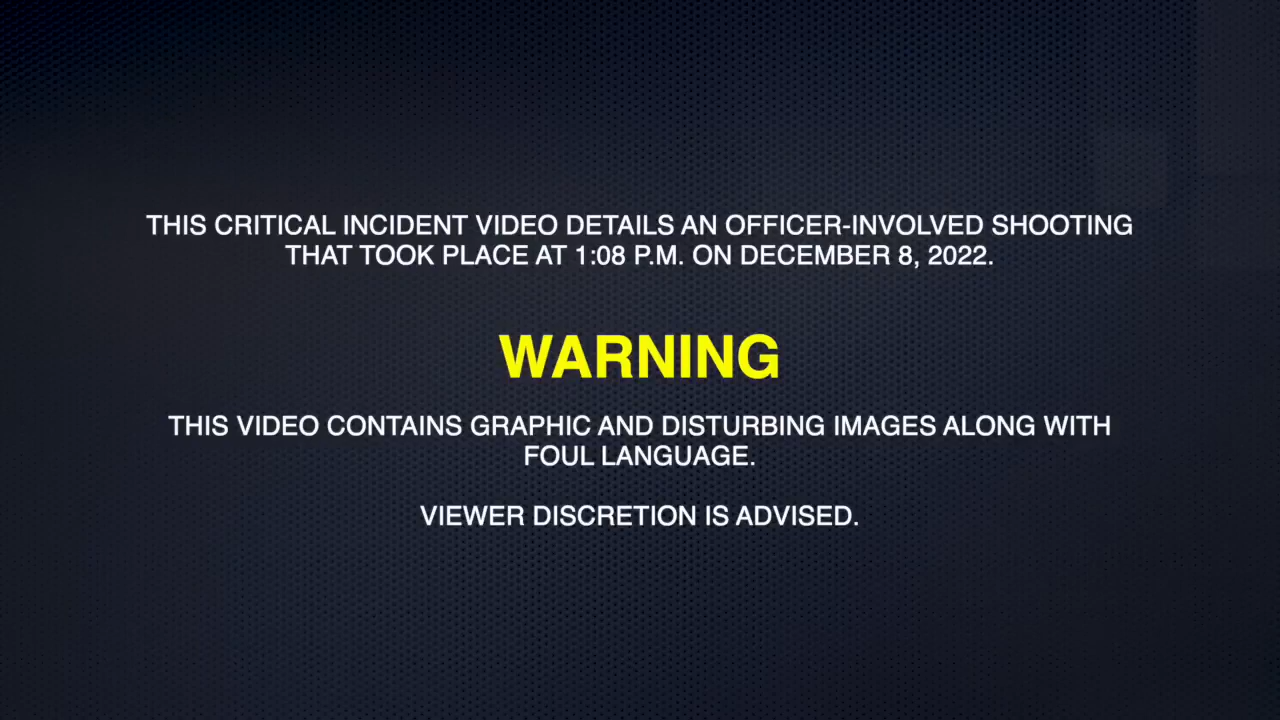 THIS CRITICAL INCIDENT VIDEO DETAILS AN OFFICER-INVOLVED SHOOTING
THAT TOOK PLACE AT 1:08 P.M. ON DECEMBER 8, 2022.
WARNING
THIS VIDEO CONTAINS GRAPHIC AND DISTURBING IMAGES ALONG WITH
FOUL LANGUAGE.
VIEWER DISCRETION IS ADVISED.